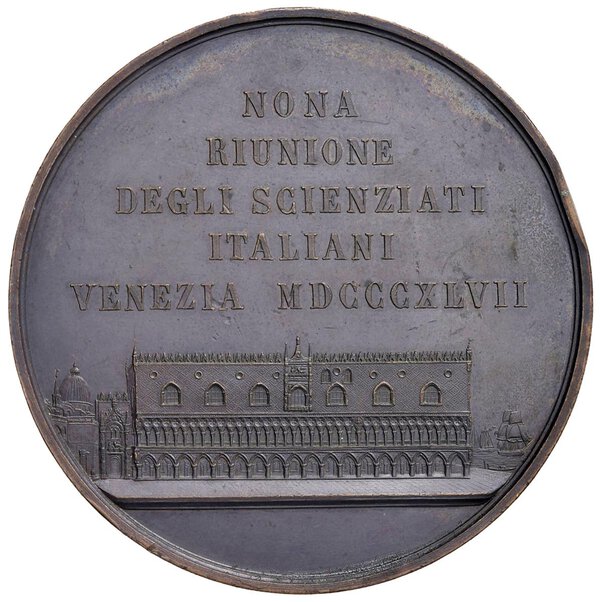 NONA
RIUNIONE
DEGLI SCIENZIATI
ITALIANI
VENEZIA MDCCCXLVII